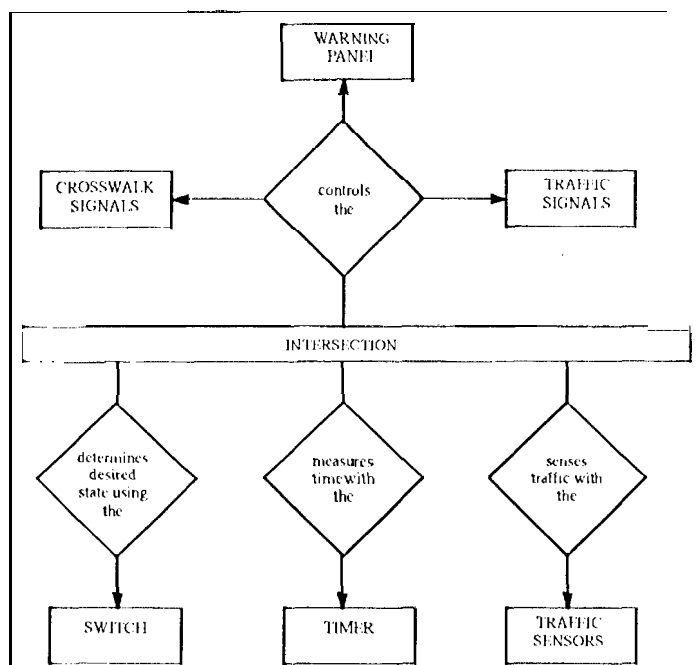 WARNING
PANEL
CROSSWALK
SIGNALS
controls
the
TRAFFIC
SIGNALS
INTERSECTION
determines
desired
state using
the
measures
time with
the
senses
traffic with
the
SWITCH
TIMER
TRAFFIC
SENSORS